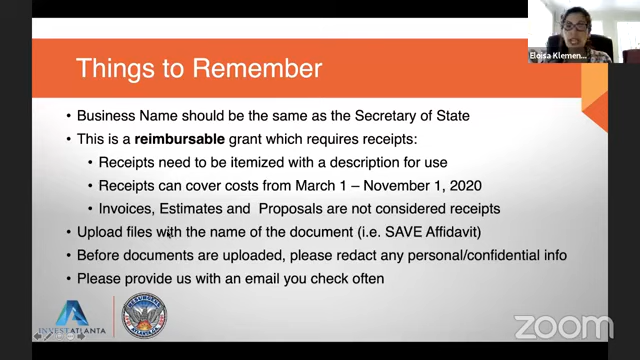 Eloisa Klemen...
Things to Remember
• Business Name should be the same as the Secretary of State
• This is a reimbursable grant which requires receipts:
• Receipts need to be itemized with a description for use
• Receipts can cover costs from March 1 – November 1, 2020
• Invoices, Estimates and Proposals are not considered receipts
• Upload files with the name of the document (i.e. SAVE Affidavit)
• Before documents are uploaded, please redact any personal/confidential info
• Please provide us with an email you check often
INVEST ATLANTA
zoom